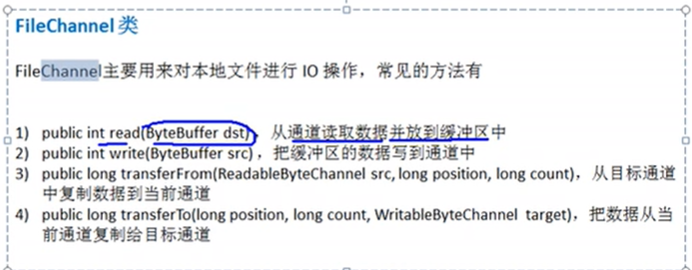 FileChannel 类
FileChannel主要用来对本地文件进行 IO 操作，常见的方法有
1) public int read(ByteBuffer dst)，从通道读取数据并放到缓冲区中
2) public int write(ByteBuffer src)，把缓冲区的数据写到通道中
3) public long transferFrom(ReadableByteChannel src, long position, long count)，从目标通道
中复制数据到当前通道
4) public long transferTo(long position, long count, WritableByteChannel target)，把数据从当
前通道复制给目标通道